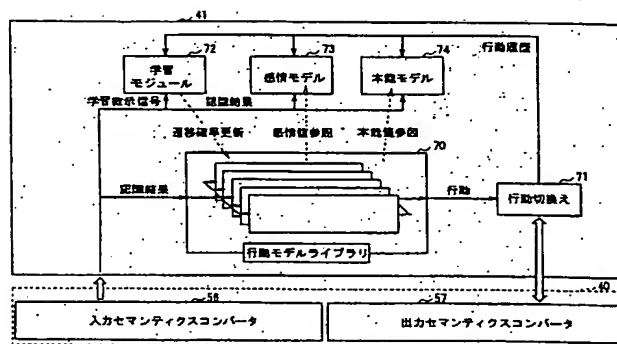 41
72
73
74
行動履歴
学習
モジュール
感情モデル
本能モデル
学習教示信号
認識結果
遷移確率更新
感情値参照
本能値参照
70
71
認識結果
行動
行動切換え
行動モデルライブラリ
40
56
57
入力セマンティクスコンバータ
出力セマンティクスコンバータ